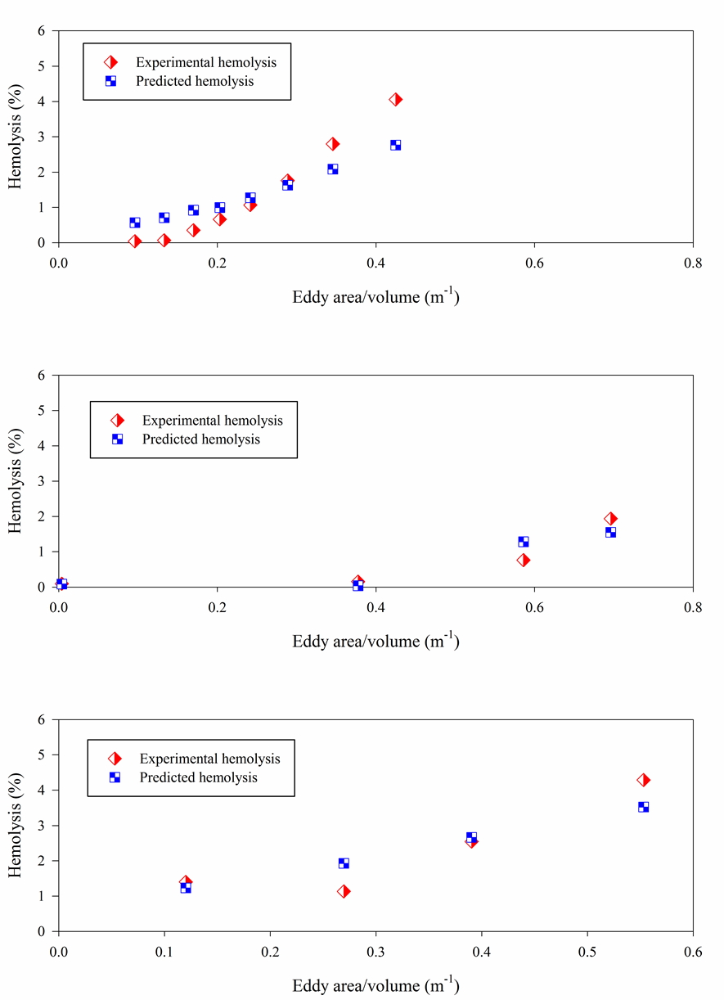 6
5
4
3
2
1
0
Hemolysis (%)
Experimental hemolysis
Predicted hemolysis
0.0 0.2 0.4 0.6 0.8
Eddy area/volume (m⁻¹)
6
5
4
3
2
1
0
Hemolysis (%)
Experimental hemolysis
Predicted hemolysis
0.0 0.2 0.4 0.6 0.8
Eddy area/volume (m⁻¹)
6
5
4
3
2
1
0
Hemolysis (%)
Experimental hemolysis
Predicted hemolysis
0.0 0.1 0.2 0.3 0.4 0.5 0.6
Eddy area/volume (m⁻¹)